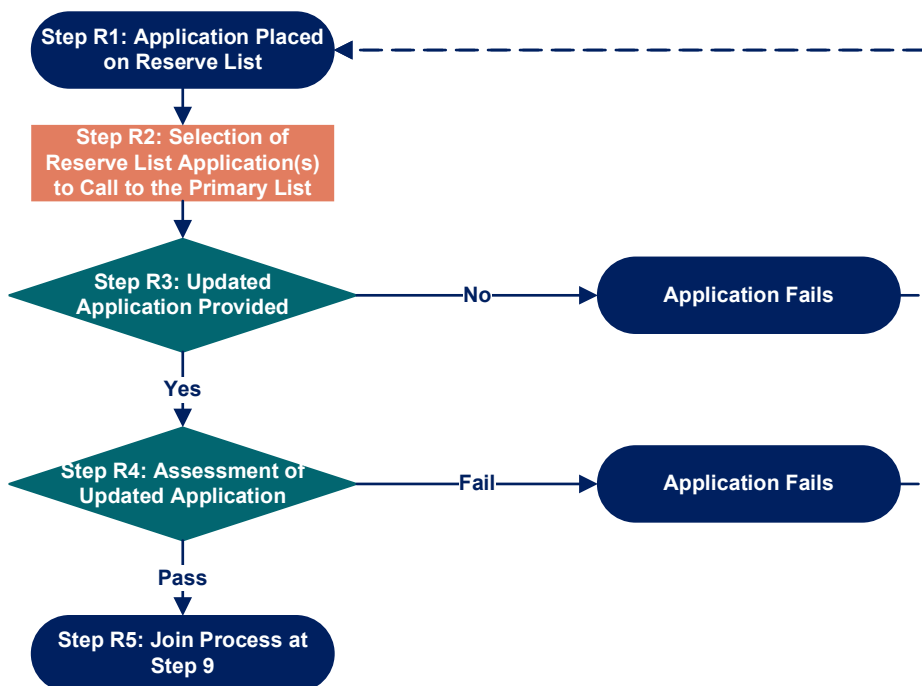 Step R1: Application Placed
on Reserve List
Step R2: Selection of
Reserve List Application(s)
to Call to the Primary List
Step R3: Updated
Application Provided
No
Application Fails
Yes
Step R4: Assessment of
Updated Application
Fail
Application Fails
Pass
Step R5: Join Process at
Step 9